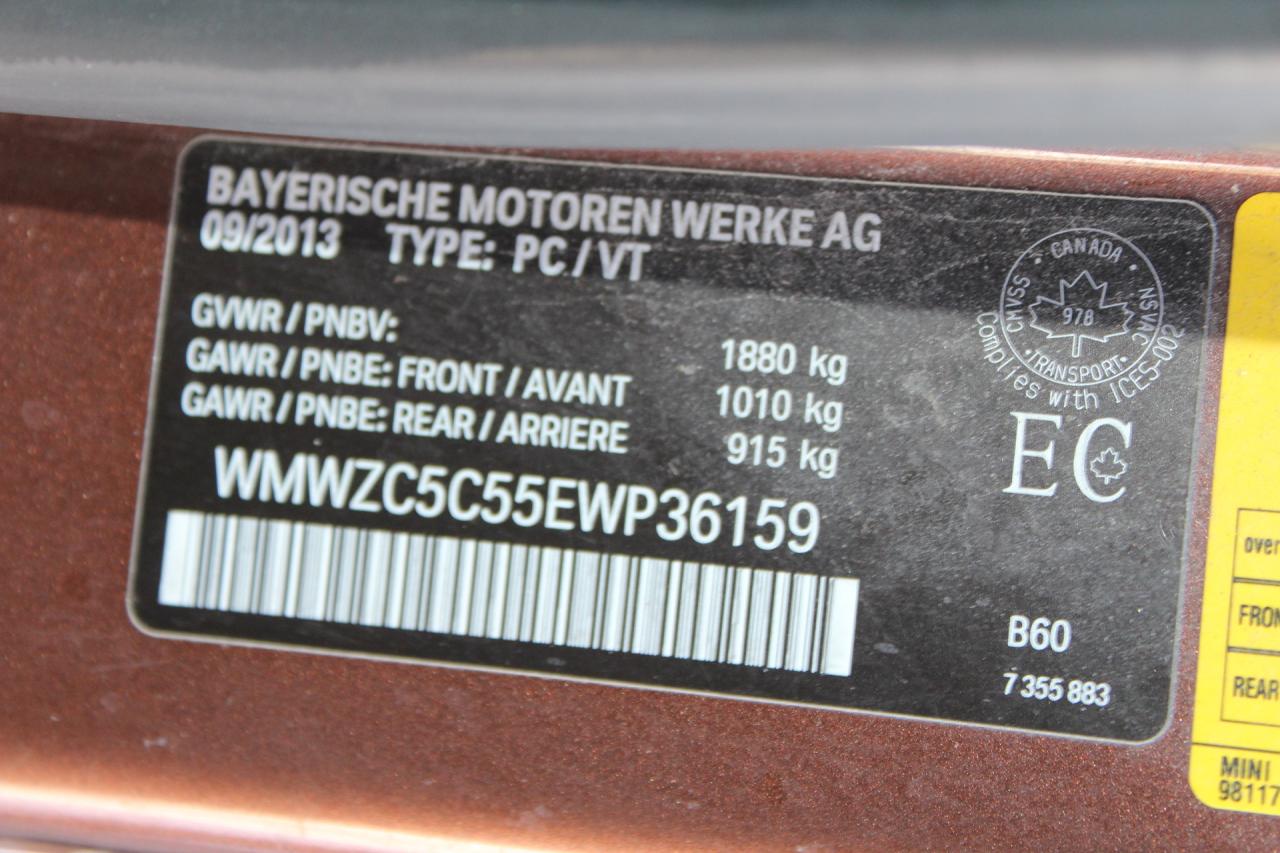 BAYERISCHE MOTOREN WERKE AG
09/2013 TYPE: PC / VT
GVWR / PNBV: 1880 kg
GAWR / PNBE: FRONT / AVANT 1010 kg
GAWR / PNBE: REAR / ARRIERE 915 kg
WMWZC5C55EWP36159
CANADA
CMVSS NSVAC
978
TRANSPORT
Complies with ICES-002
EC
B60
7 355 883
over
FRON
REAR
MINI
98117